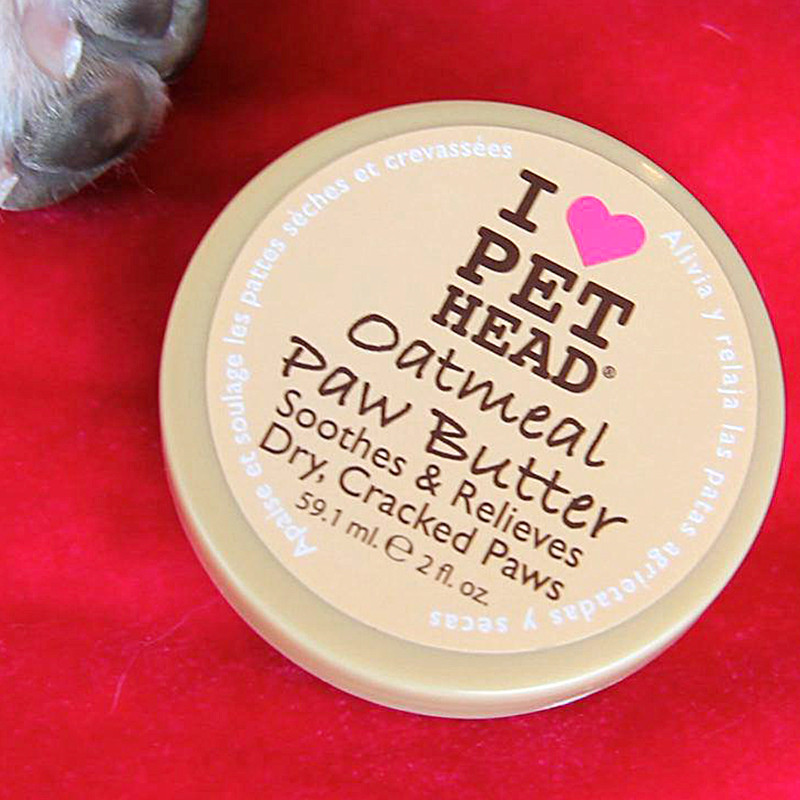 I
PET
HEAD®
Oatmeal
Paw Butter
Soothes & Relieves
Dry, Cracked Paws
59.1 ml. ℮ 2 fl. oz.
Apaise et soulage les pattes sèches et crevassées
Alivia y relaja las patas agrietadas y secas